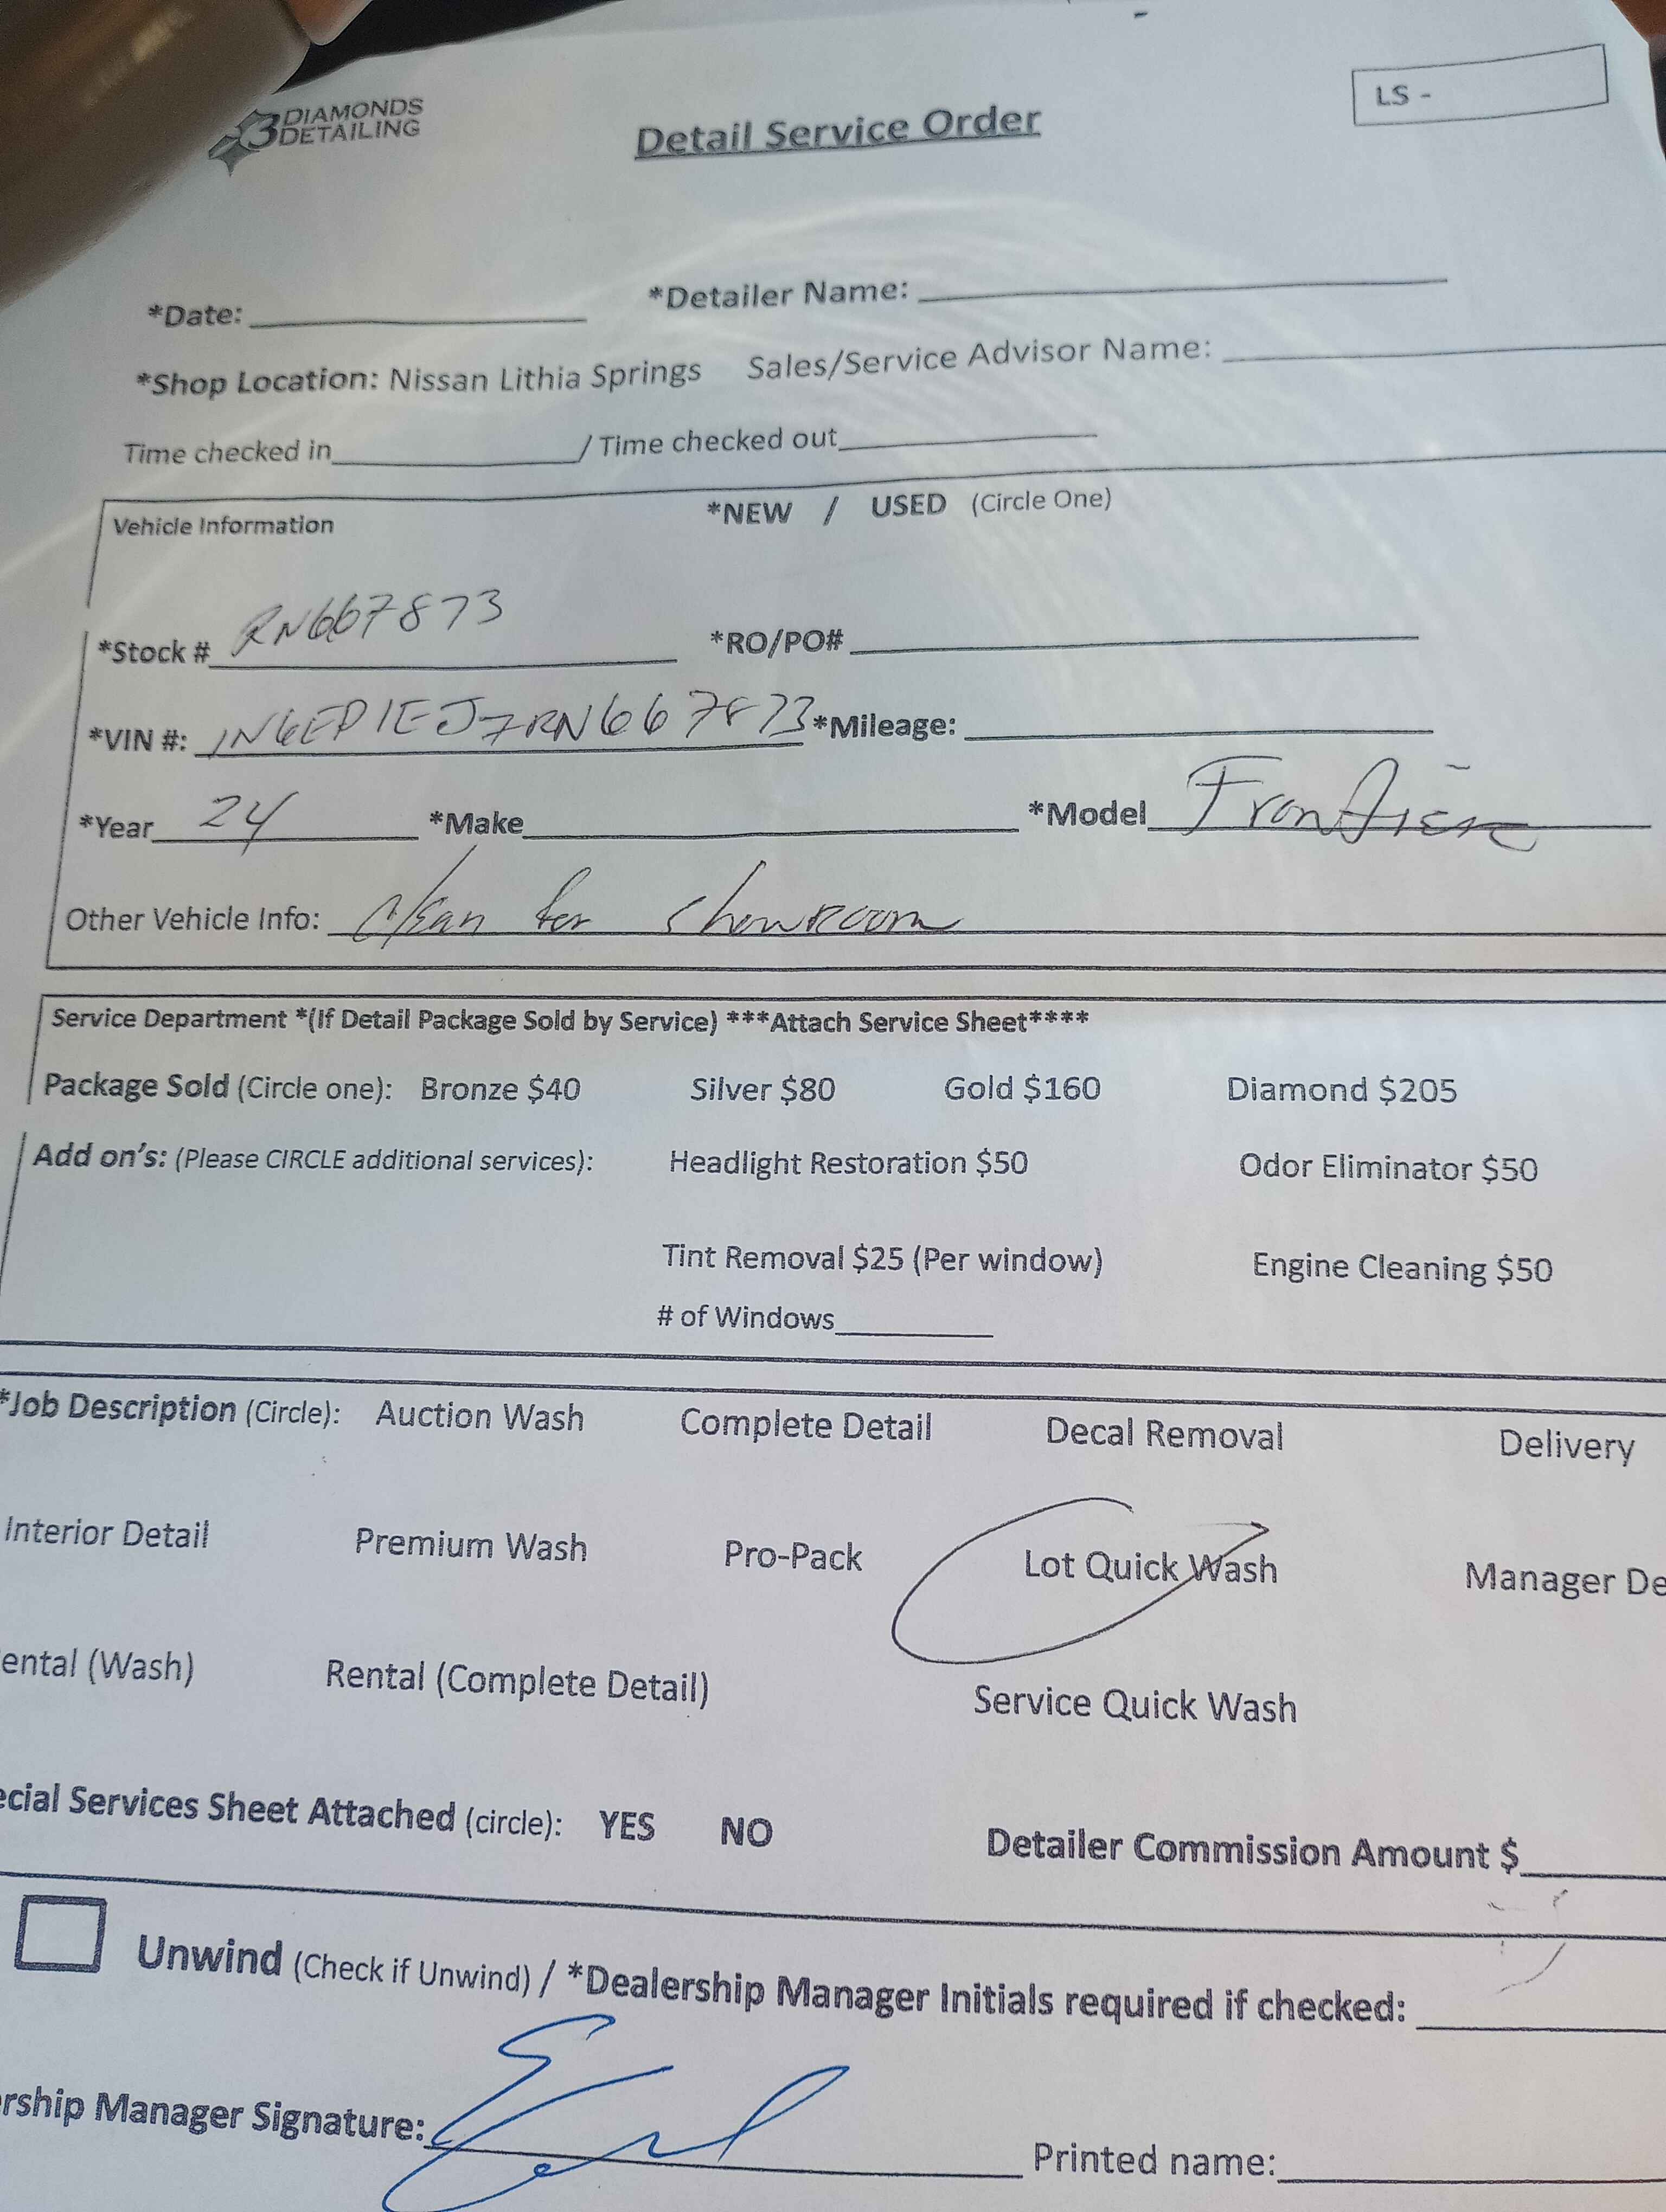 3 DIAMONDS DETAILING
LS -
Detail Service Order
*Date: *Detailer Name:
*Shop Location: Nissan Lithia Springs Sales/Service Advisor Name:
Time checked in / Time checked out
Vehicle Information *NEW / USED (Circle One)
*Stock # RN667873 *RO/PO#
*VIN #: 1N6ED1EJ7RN667873 *Mileage:
*Year 24 *Make *Model Frontier
Other Vehicle Info: Clean for showroom
Service Department *(If Detail Package Sold by Service) ***Attach Service Sheet****
Package Sold (Circle one): Bronze $40 Silver $80 Gold $160 Diamond $205
Add on's: (Please CIRCLE additional services): Headlight Restoration $50 Odor Eliminator $50
Tint Removal $25 (Per window) Engine Cleaning $50
# of Windows
*Job Description (Circle): Auction Wash Complete Detail Decal Removal Delivery
Interior Detail Premium Wash Pro-Pack Lot Quick Wash Manager De
ental (Wash) Rental (Complete Detail) Service Quick Wash
ecial Services Sheet Attached (circle): YES NO Detailer Commission Amount $
Unwind (Check if Unwind) / *Dealership Manager Initials required if checked:
rship Manager Signature: Printed name: